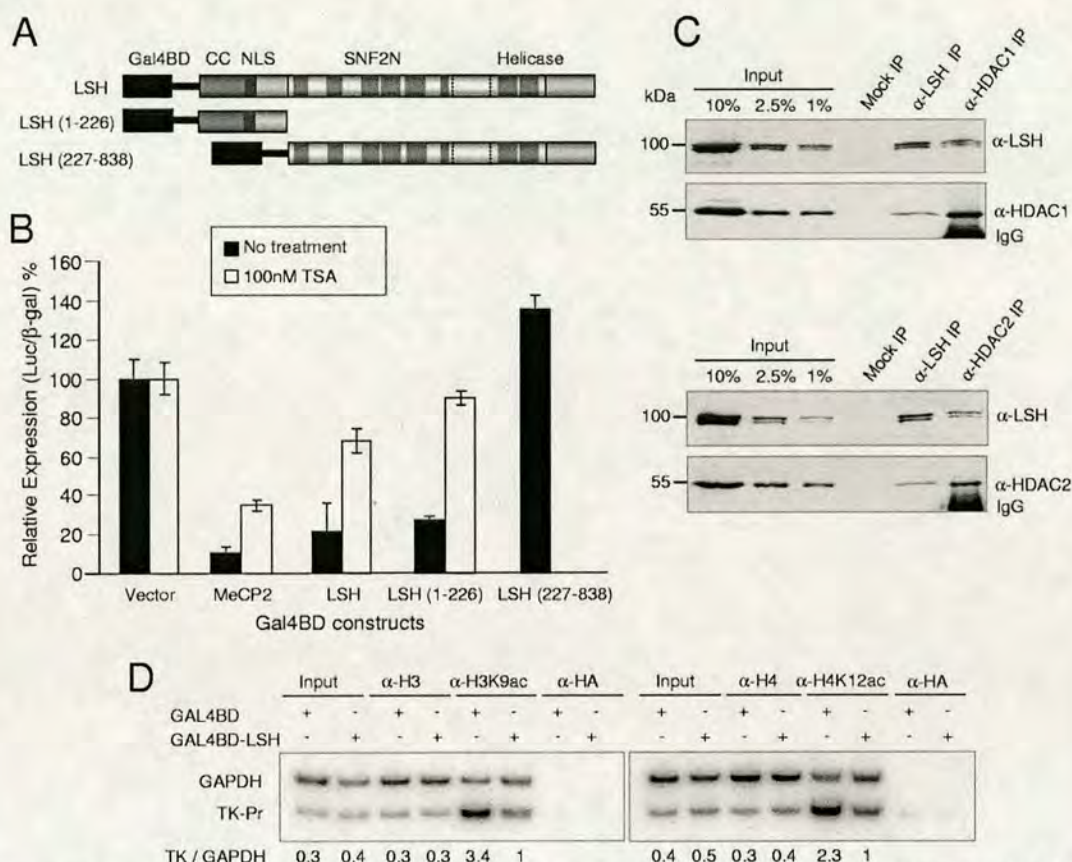 A
Gal4BD CC NLS SNF2N Helicase
LSH
LSH (1-226)
LSH (227-838)
B
No treatment
100nM TSA
Relative Expression (Luc/β-gal) %
160
140
120
100
80
60
40
20
0
Vector MeCP2 LSH LSH (1-226) LSH (227-838)
Gal4BD constructs
C
Input
kDa 10% 2.5% 1% Mock IP α-LSH IP α-HDAC1 IP
100 α-LSH
55 α-HDAC1
IgG
Input
10% 2.5% 1% Mock IP α-LSH IP α-HDAC2 IP
100 α-LSH
55 α-HDAC2
IgG
D
Input α-H3 α-H3K9ac α-HA Input α-H4 α-H4K12ac α-HA
GAL4BD + - + - + - + - + - + - + - + -
GAL4BD-LSH - + - + - + - + - + - + - + - +
GAPDH
TK-Pr
TK / GAPDH 0.3 0.4 0.3 0.3 3.4 1 0.4 0.5 0.3 0.4 2.3 1